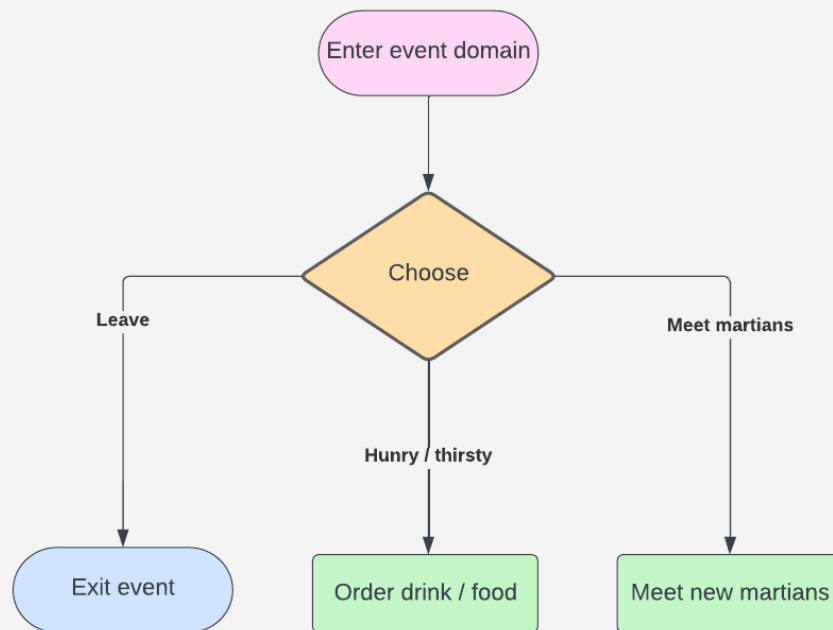 Enter event domain
Choose
Leave
Meet martians
Hunry / thirsty
Exit event
Order drink / food
Meet new martians